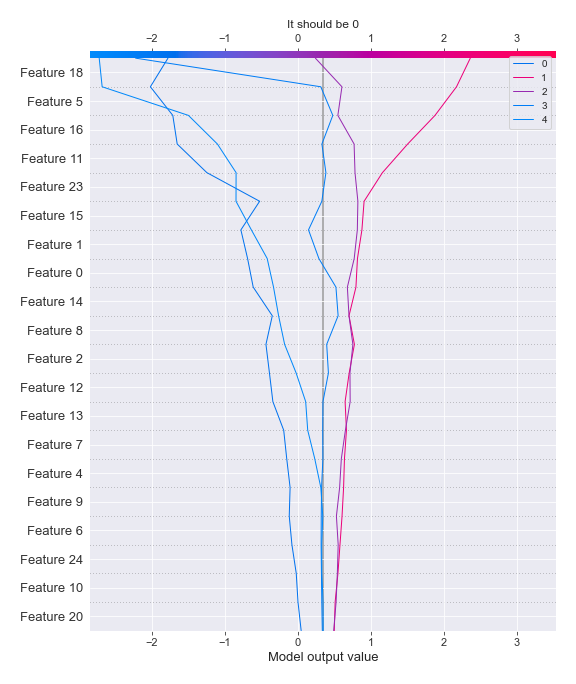 It should be 0
−2 −1 0 1 2 3
0
1
2
3
4
Feature 18
Feature 5
Feature 16
Feature 11
Feature 23
Feature 15
Feature 1
Feature 0
Feature 14
Feature 8
Feature 2
Feature 12
Feature 13
Feature 7
Feature 4
Feature 9
Feature 6
Feature 24
Feature 10
Feature 20
−2 −1 0 1 2 3
Model output value